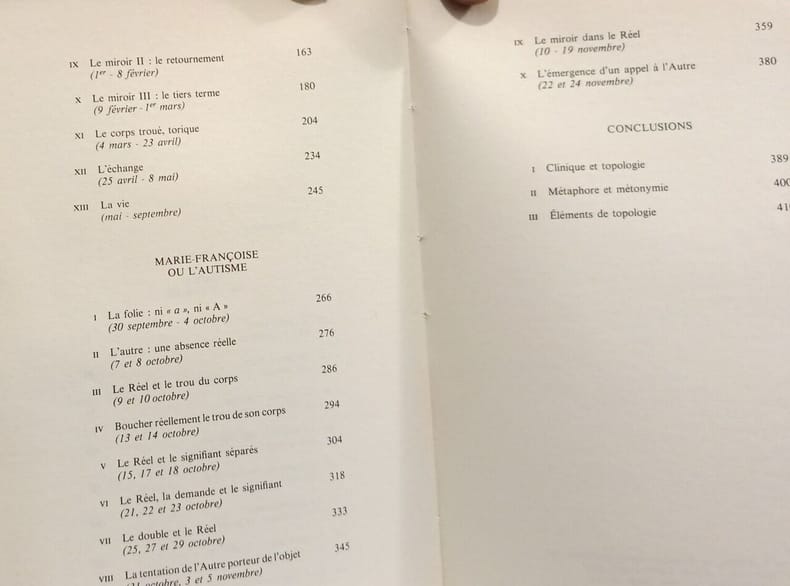 IX Le miroir II : le retournement 163
(1er - 8 février)
X Le miroir III : le tiers terme 180
(9 février - 1er mars)
XI Le corps troué, torique 204
(4 mars - 23 avril)
XII L'échange 234
(25 avril - 8 mai)
XIII La vie 245
(mai - septembre)
MARIE-FRANÇOISE
OU L'AUTISME
I La folie : ni « a », ni « A » 266
(30 septembre - 4 octobre)
II L'autre : une absence réelle 276
(7 et 8 octobre)
III Le Réel et le trou du corps 286
(9 et 10 octobre)
IV Boucher réellement le trou de son corps 294
(13 et 14 octobre)
V Le Réel et le signifiant séparés 304
(15, 17 et 18 octobre)
VI Le Réel, la demande et le signifiant 318
(21, 22 et 23 octobre)
VII Le double et le Réel 333
(25, 27 et 29 octobre)
VIII La tentation de l'Autre porteur de l'objet 345
octobre, 3 et 5 novembre)
IX Le miroir dans le Réel 359
(10 - 19 novembre)
X L'émergence d'un appel à l'Autre 380
(22 et 24 novembre)
CONCLUSIONS
I Clinique et topologie 389
II Métaphore et métonymie 400
III Éléments de topologie